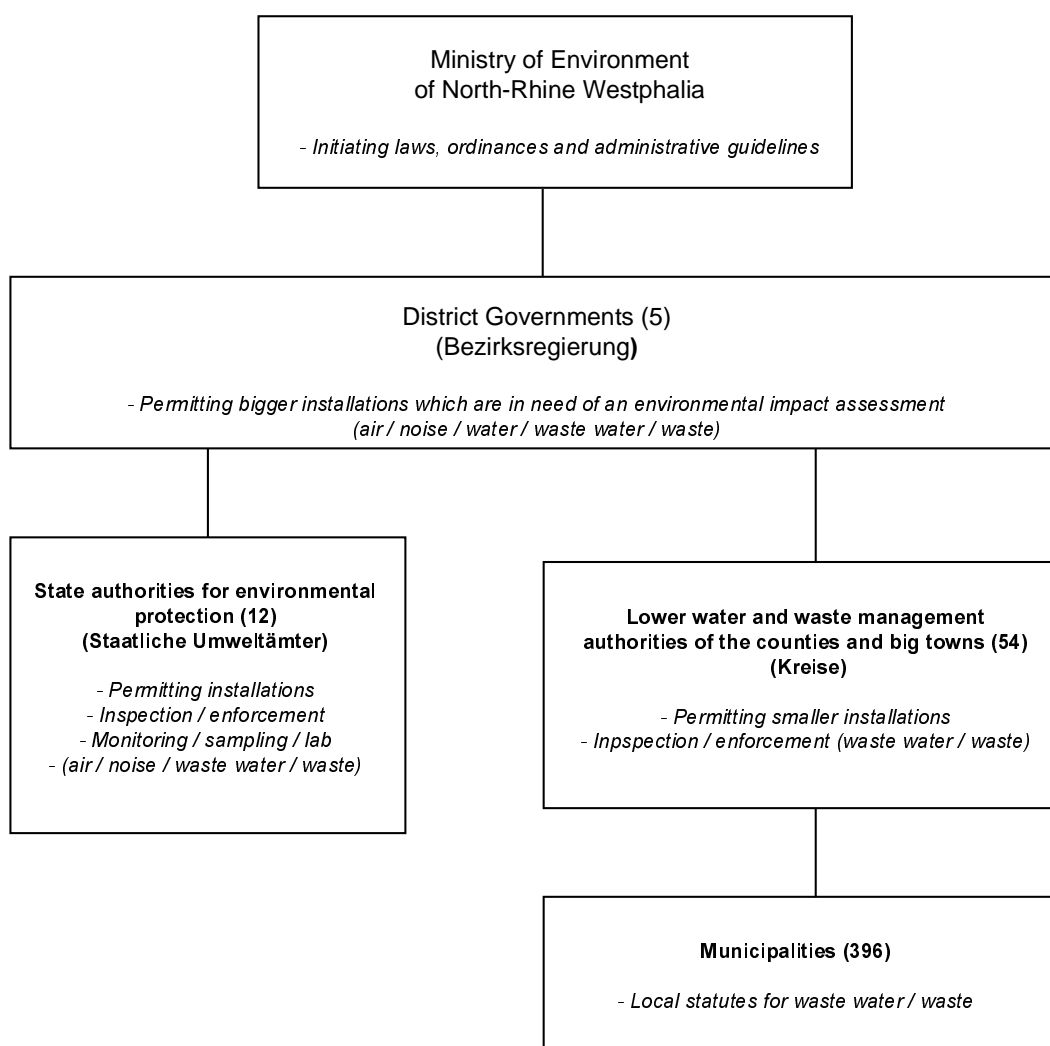 Ministry of Environment
of North-Rhine Westphalia
- Initiating laws, ordinances and administrative guidelines
District Governments (5)
(Bezirksregierung)
- Permitting bigger installations which are in need of an environmental impact assessment
(air / noise / water / waste water / waste)
State authorities for environmental
protection (12)
(Staatliche Umweltämter)
- Permitting installations
- Inspection / enforcement
- Monitoring / sampling / lab
- (air / noise / waste water / waste)
Lower water and waste management
authorities of the counties and big towns (54)
(Kreise)
- Permitting smaller installations
- Inpspection / enforcement (waste water / waste)
Municipalities (396)
- Local statutes for waste water / waste